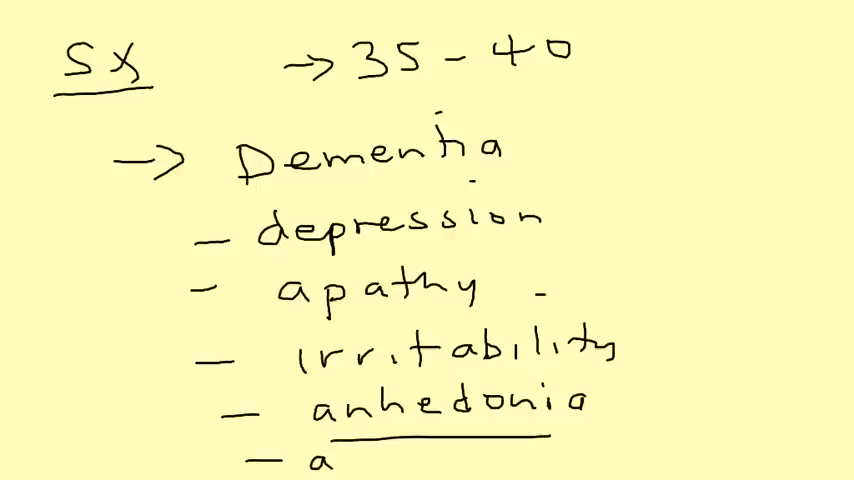 Sx → 35 - 40
→ Dementia
- depression
- apathy -
- irritability
- anhedonia
- a